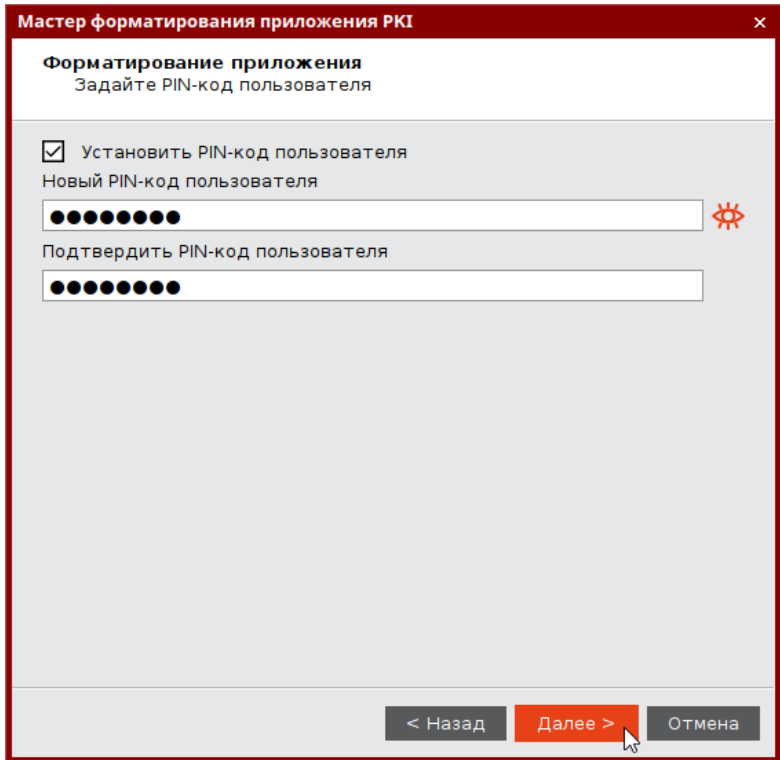 Мастер форматирования приложения PKI
Форматирование приложения
Задайте PIN-код пользователя
Установить PIN-код пользователя
Новый PIN-код пользователя
●●●●●●●●
Подтвердить PIN-код пользователя
●●●●●●●●
< Назад Далее > Отмена